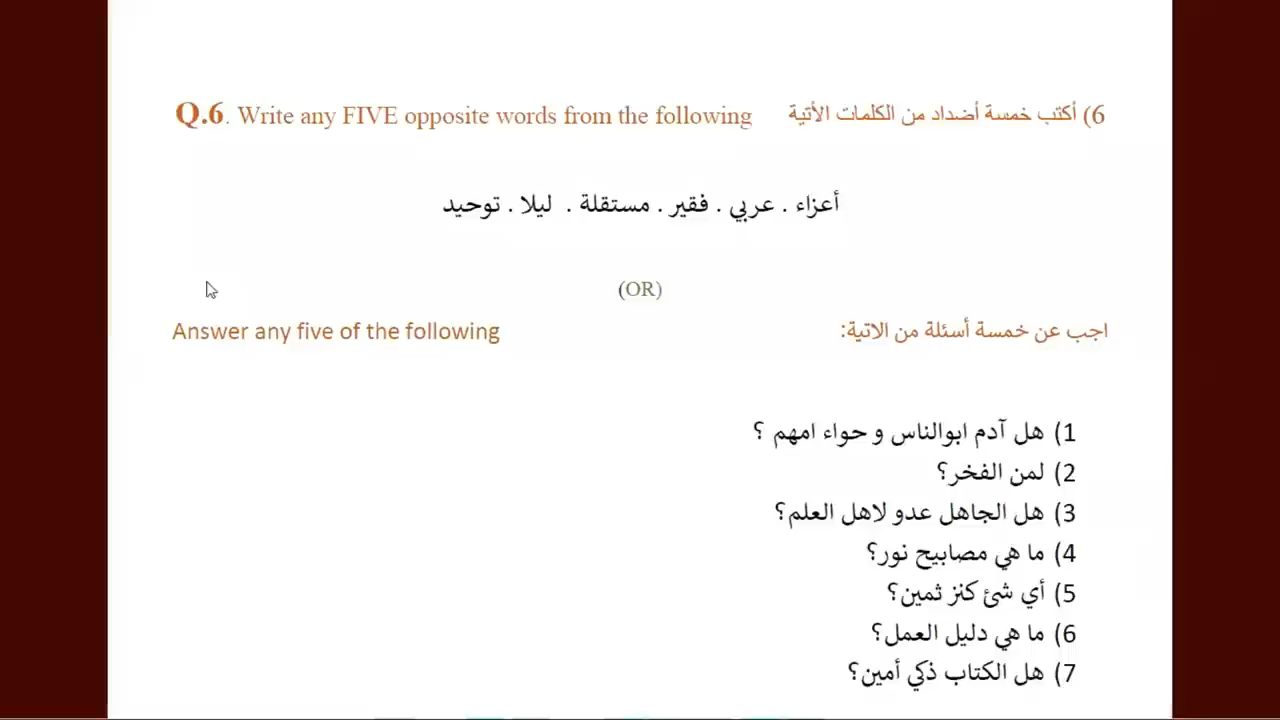 Q.6. Write any FIVE opposite words from the following 6) أكتب خمسة أضداد من الكلمات الأتية
أعزاء . عربي . فقير . مستقلة . ليلا . توحيد
(OR)
Answer any five of the following اجب عن خمسة أسئلة من الاتية:
1) هل آدم ابوالناس و حواء امهم ؟
2) لمن الفخر؟
3) هل الجاهل عدو لاهل العلم؟
4) ما هي مصابيح نور؟
5) أي شئ كنز ثمين؟
6) ما هي دليل العمل؟
7) هل الكتاب ذكي أمين؟